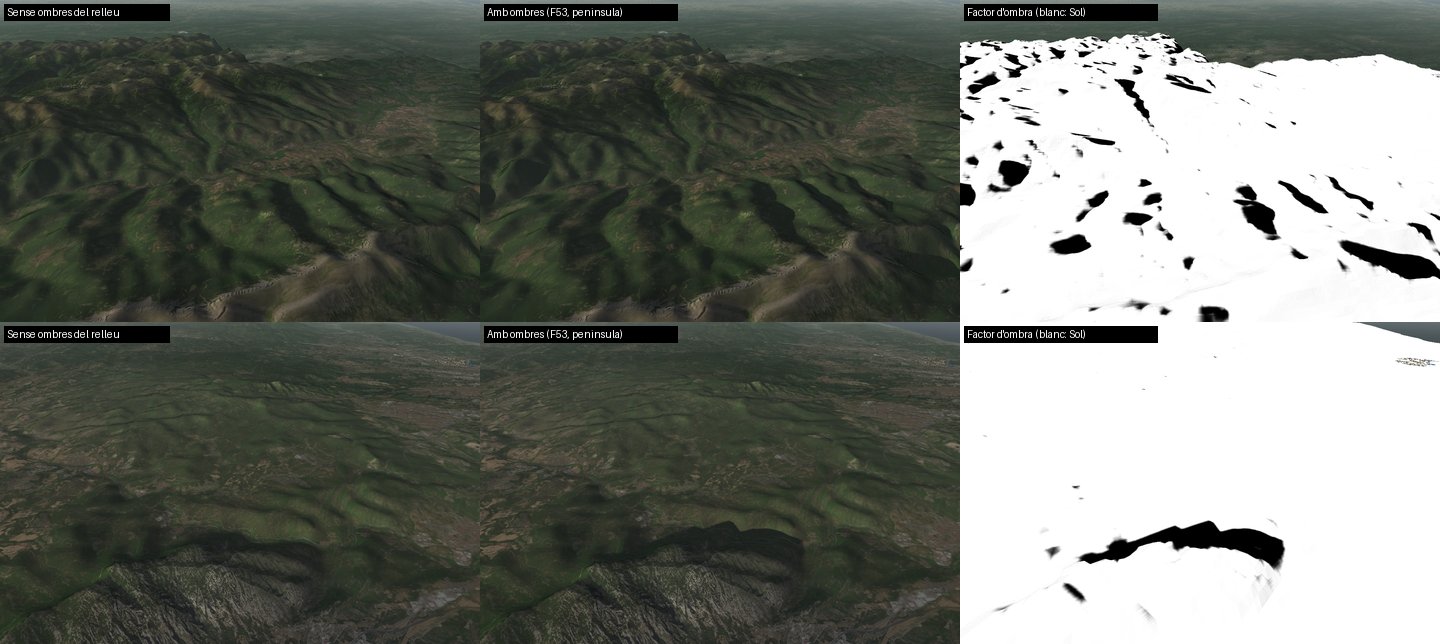 Sense ombres del relleu
Amb ombres (F53, peninsula)
Factor d'ombra (blanc: Sol)
Sense ombres del relleu
Amb ombres (F53, peninsula)
Factor d'ombra (blanc: Sol)